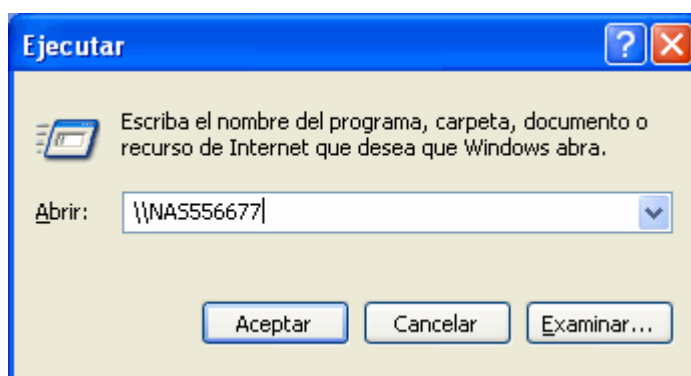 Ejecutar
Escriba el nombre del programa, carpeta, documento o
recurso de Internet que desea que Windows abra.
Abrir: \\NAS556677
Aceptar Cancelar Examinar...